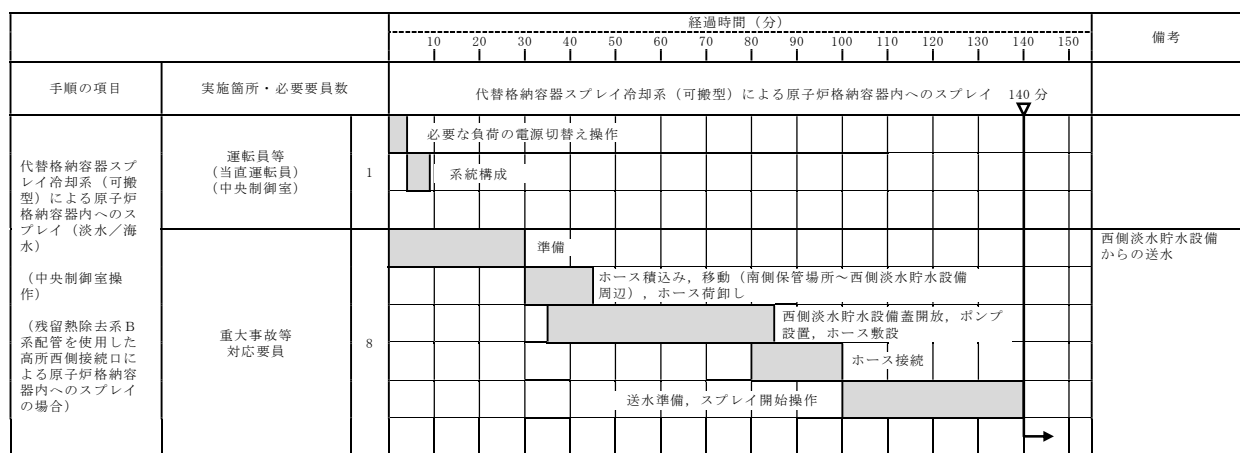 経過時間（分）
備考
10 20 30 40 50 60 70 80 90 100 110 120 130 140 150
手順の項目
実施箇所・必要要員数
代替格納容器スプレイ冷却系（可搬型）による原子炉格納容器内へのスプレイ 140 分
代替格納容器スプ
レイ冷却系（可搬
型）による原子炉
格納容器内へのス
プレイ（淡水／海
水）
（中央制御室操
作）
（残留熱除去系Ｂ
系配管を使用した
高所西側接続口に
よる原子炉格納容
器内へのスプレイ
の場合）
運転員等
（当直運転員）
（中央制御室）
1
必要な負荷の電源切替え操作
系統構成
重大事故等
対応要員
8
準備
ホース積込み，移動（南側保管場所～西側淡水貯水設備
周辺），ホース荷卸し
西側淡水貯水設備蓋開放，ポンプ
設置，ホース敷設
ホース接続
送水準備，スプレイ開始操作
西側淡水貯水設備
からの送水